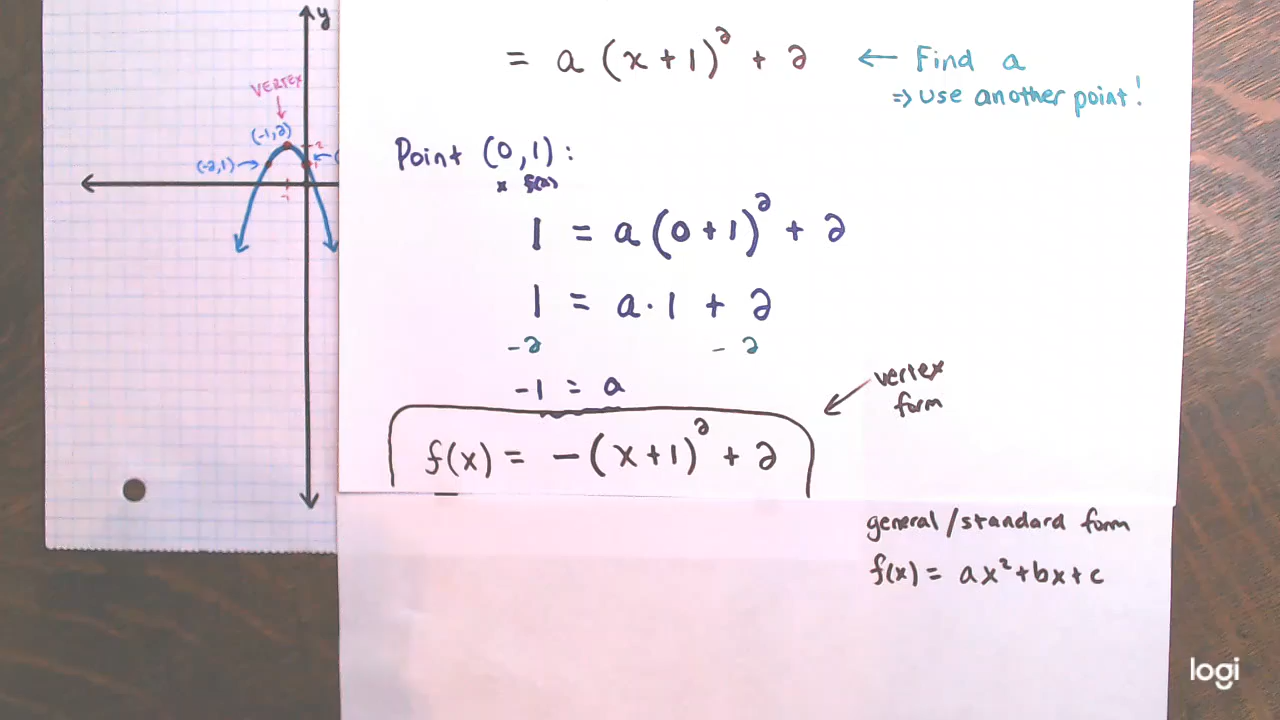 y
VERTEX
(-1,2)
(-2,1) →
2
1
-1
= a (x+1)² + 2 ← Find a
⇒ use another point!
Point (0,1):
x f(x)
1 = a(0+1)² + 2
1 = a·1 + 2
-2 -2
-1 = a
vertex
form
f(x) = -(x+1)² + 2
general/standard form
f(x) = ax²+bx+c
logi